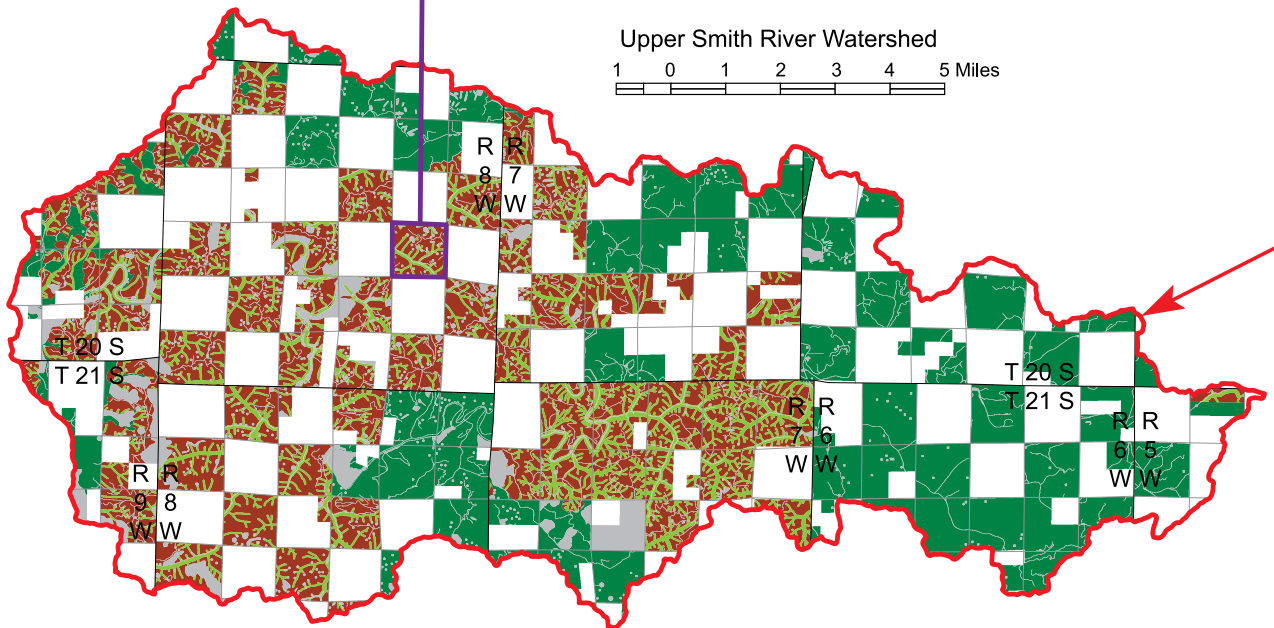 Upper Smith River Watershed
1 0 1 2 3 4 5 Miles
R R
8 7
W W
T 20 S
T 21 S
T 20 S
T 21 S
R R
7 6
W W
R R
6 5
W W
R R
9 8
W W